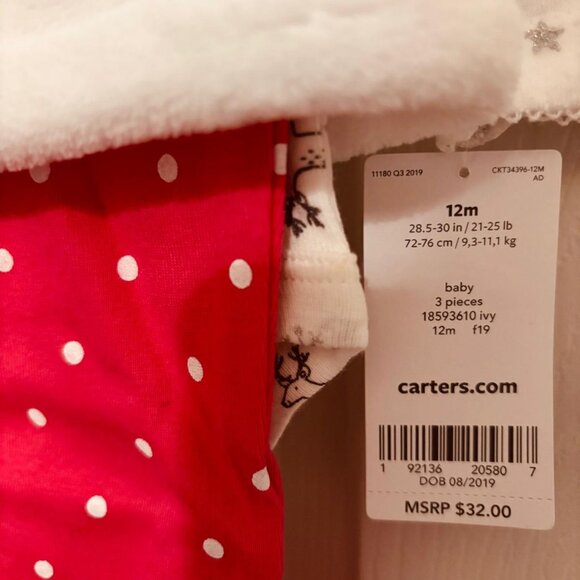 11180 Q3 2019
CKT34396-12M
AD
12m
28.5-30 in / 21-25 lb
72-76 cm / 9,3-11,1 kg
baby
3 pieces
18593610 ivy
12m f19
carters.com
1 92136 20580 7
DOB 08/2019
MSRP $32.00